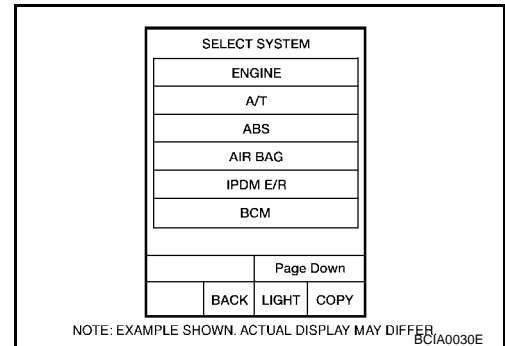 SELECT SYSTEM
ENGINE
A/T
ABS
AIR BAG
IPDM E/R
BCM
Page Down
BACK LIGHT COPY
NOTE: EXAMPLE SHOWN. ACTUAL DISPLAY MAY DIFFER.
BCIA0030E